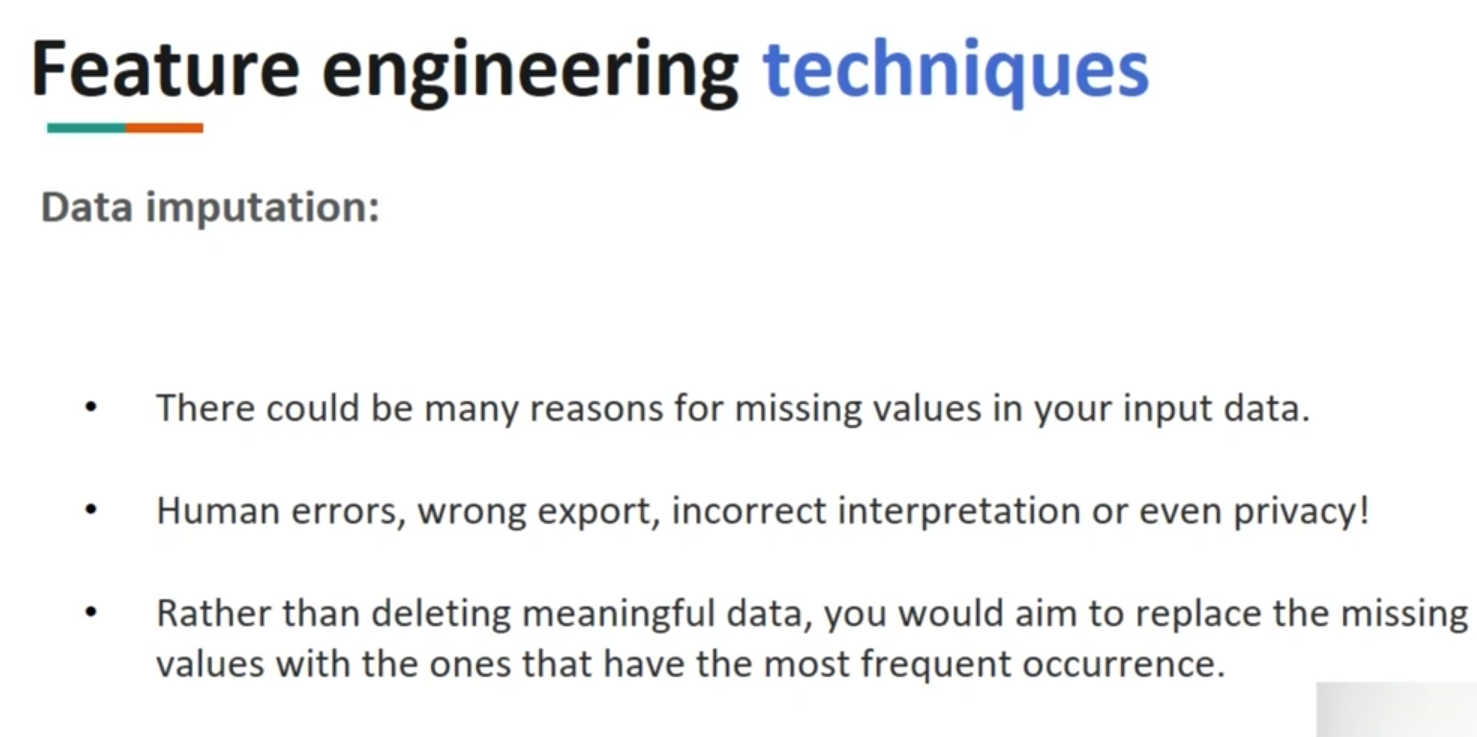 Feature engineering techniques
Data imputation:
• There could be many reasons for missing values in your input data.
• Human errors, wrong export, incorrect interpretation or even privacy!
• Rather than deleting meaningful data, you would aim to replace the missing
values with the ones that have the most frequent occurrence.